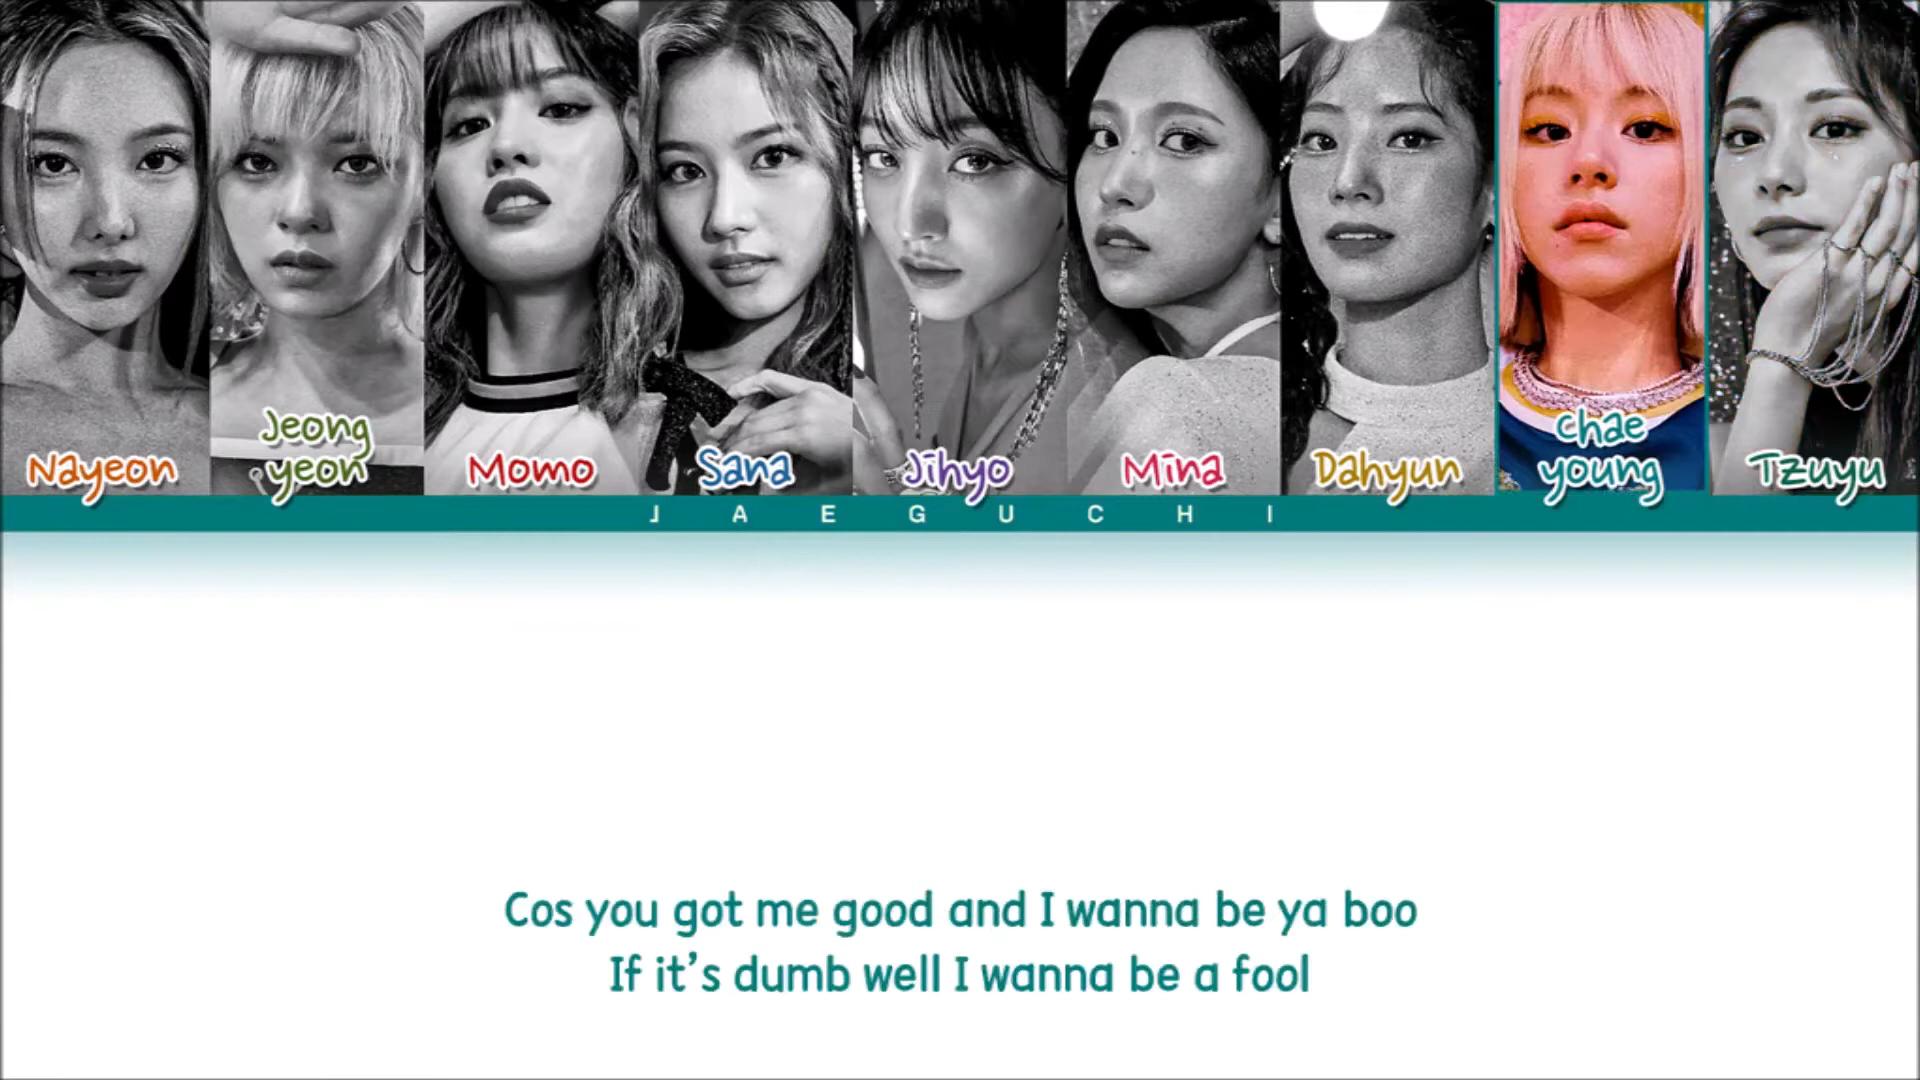 Nayeon
Jeong
yeon
Momo
Sana
Jihyo
Mina
Dahyun
chae
young
Tzuyu
JAEGUCHI
Cos you got me good and I wanna be ya boo
If it's dumb well I wanna be a fool